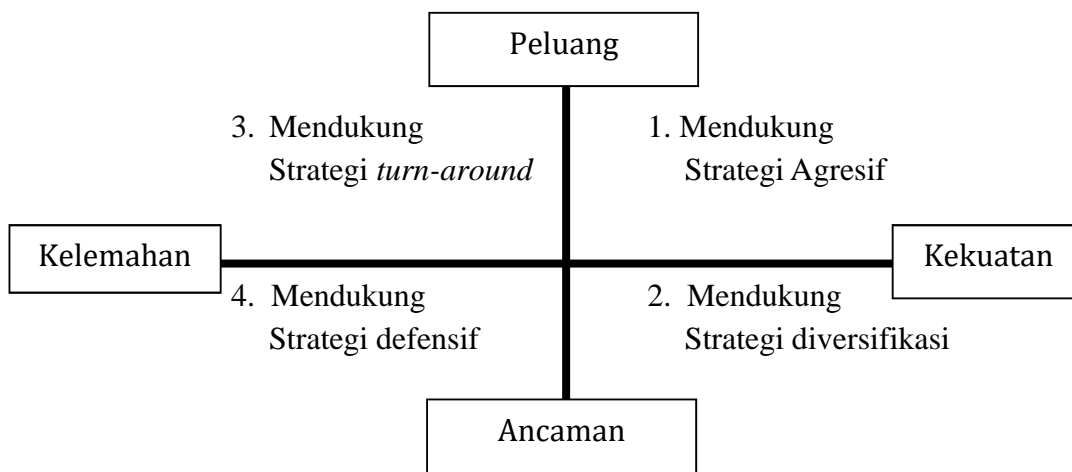 Peluang
3. Mendukung
Strategi turn-around
1. Mendukung
Strategi Agresif
Kelemahan
Kekuatan
4. Mendukung
Strategi defensif
2. Mendukung
Strategi diversifikasi
Ancaman